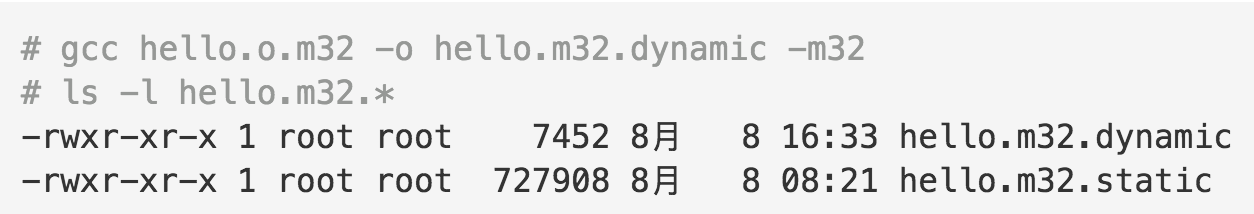 # gcc hello.o.m32 -o hello.m32.dynamic -m32
# ls -l hello.m32.*
-rwxr-xr-x 1 root root    7452 8月   8 16:33 hello.m32.dynamic
-rwxr-xr-x 1 root root  727908 8月   8 08:21 hello.m32.static